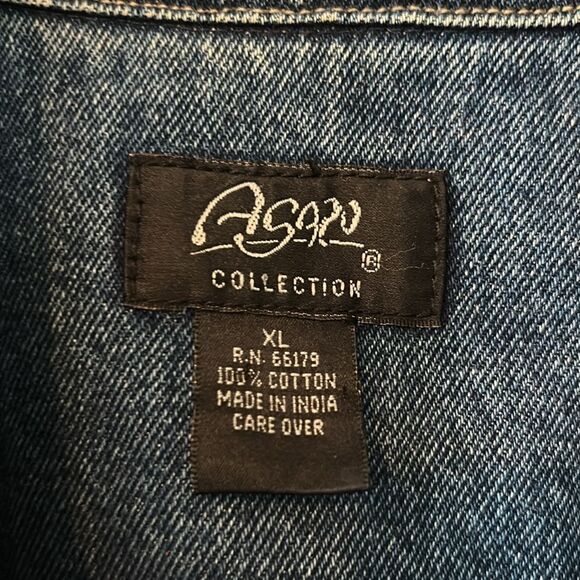 COLLECTION
®
XL
R.N. 66179
100% COTTON
MADE IN INDIA
CARE OVER